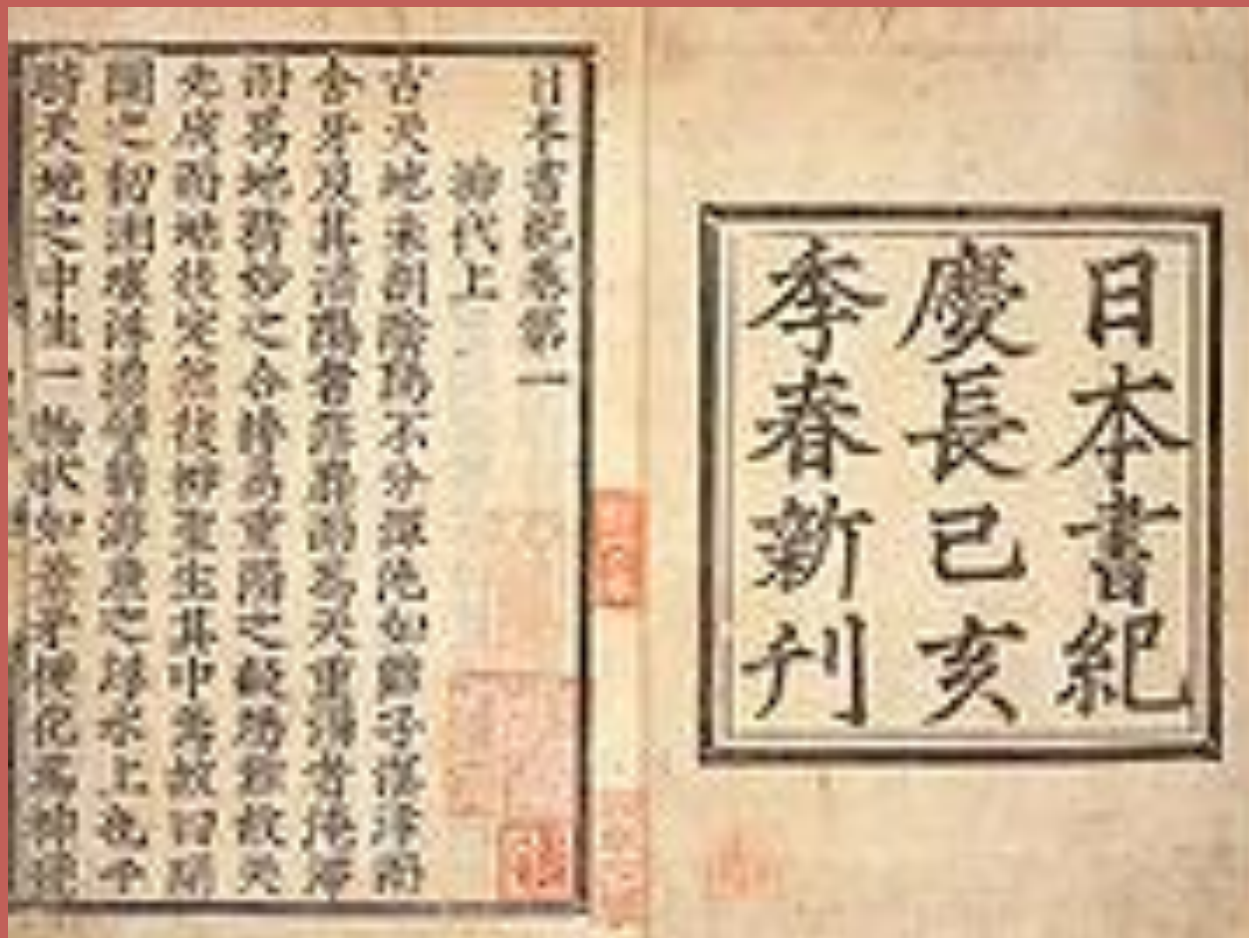 日本書紀
慶長己亥
季春新刊
日本書紀卷第一
神代上
古天地未剖陰陽不分渾沌如鷄子溟涬而
含牙及其清陽者薄靡而爲天重濁者淹滯
而爲地精妙之合摶易重濁之凝場難故天
先成而地後定然後神聖生其中焉故曰開
闢之初洲壤浮漂譬猶游魚之浮水上也于
時天地之中生一物狀如葦牙便化爲神號